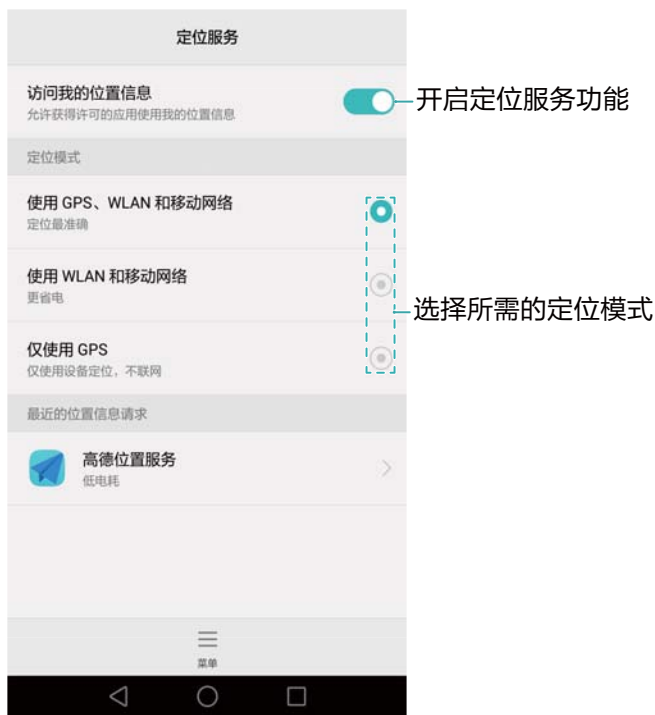 定位服务
访问我的位置信息
允许获得许可的应用使用我的位置信息
开启定位服务功能
定位模式
使用 GPS、WLAN 和移动网络
定位最准确
使用 WLAN 和移动网络
更省电
选择所需的定位模式
仅使用 GPS
仅使用设备定位，不联网
最近的位置信息请求
高德位置服务
低电耗
菜单